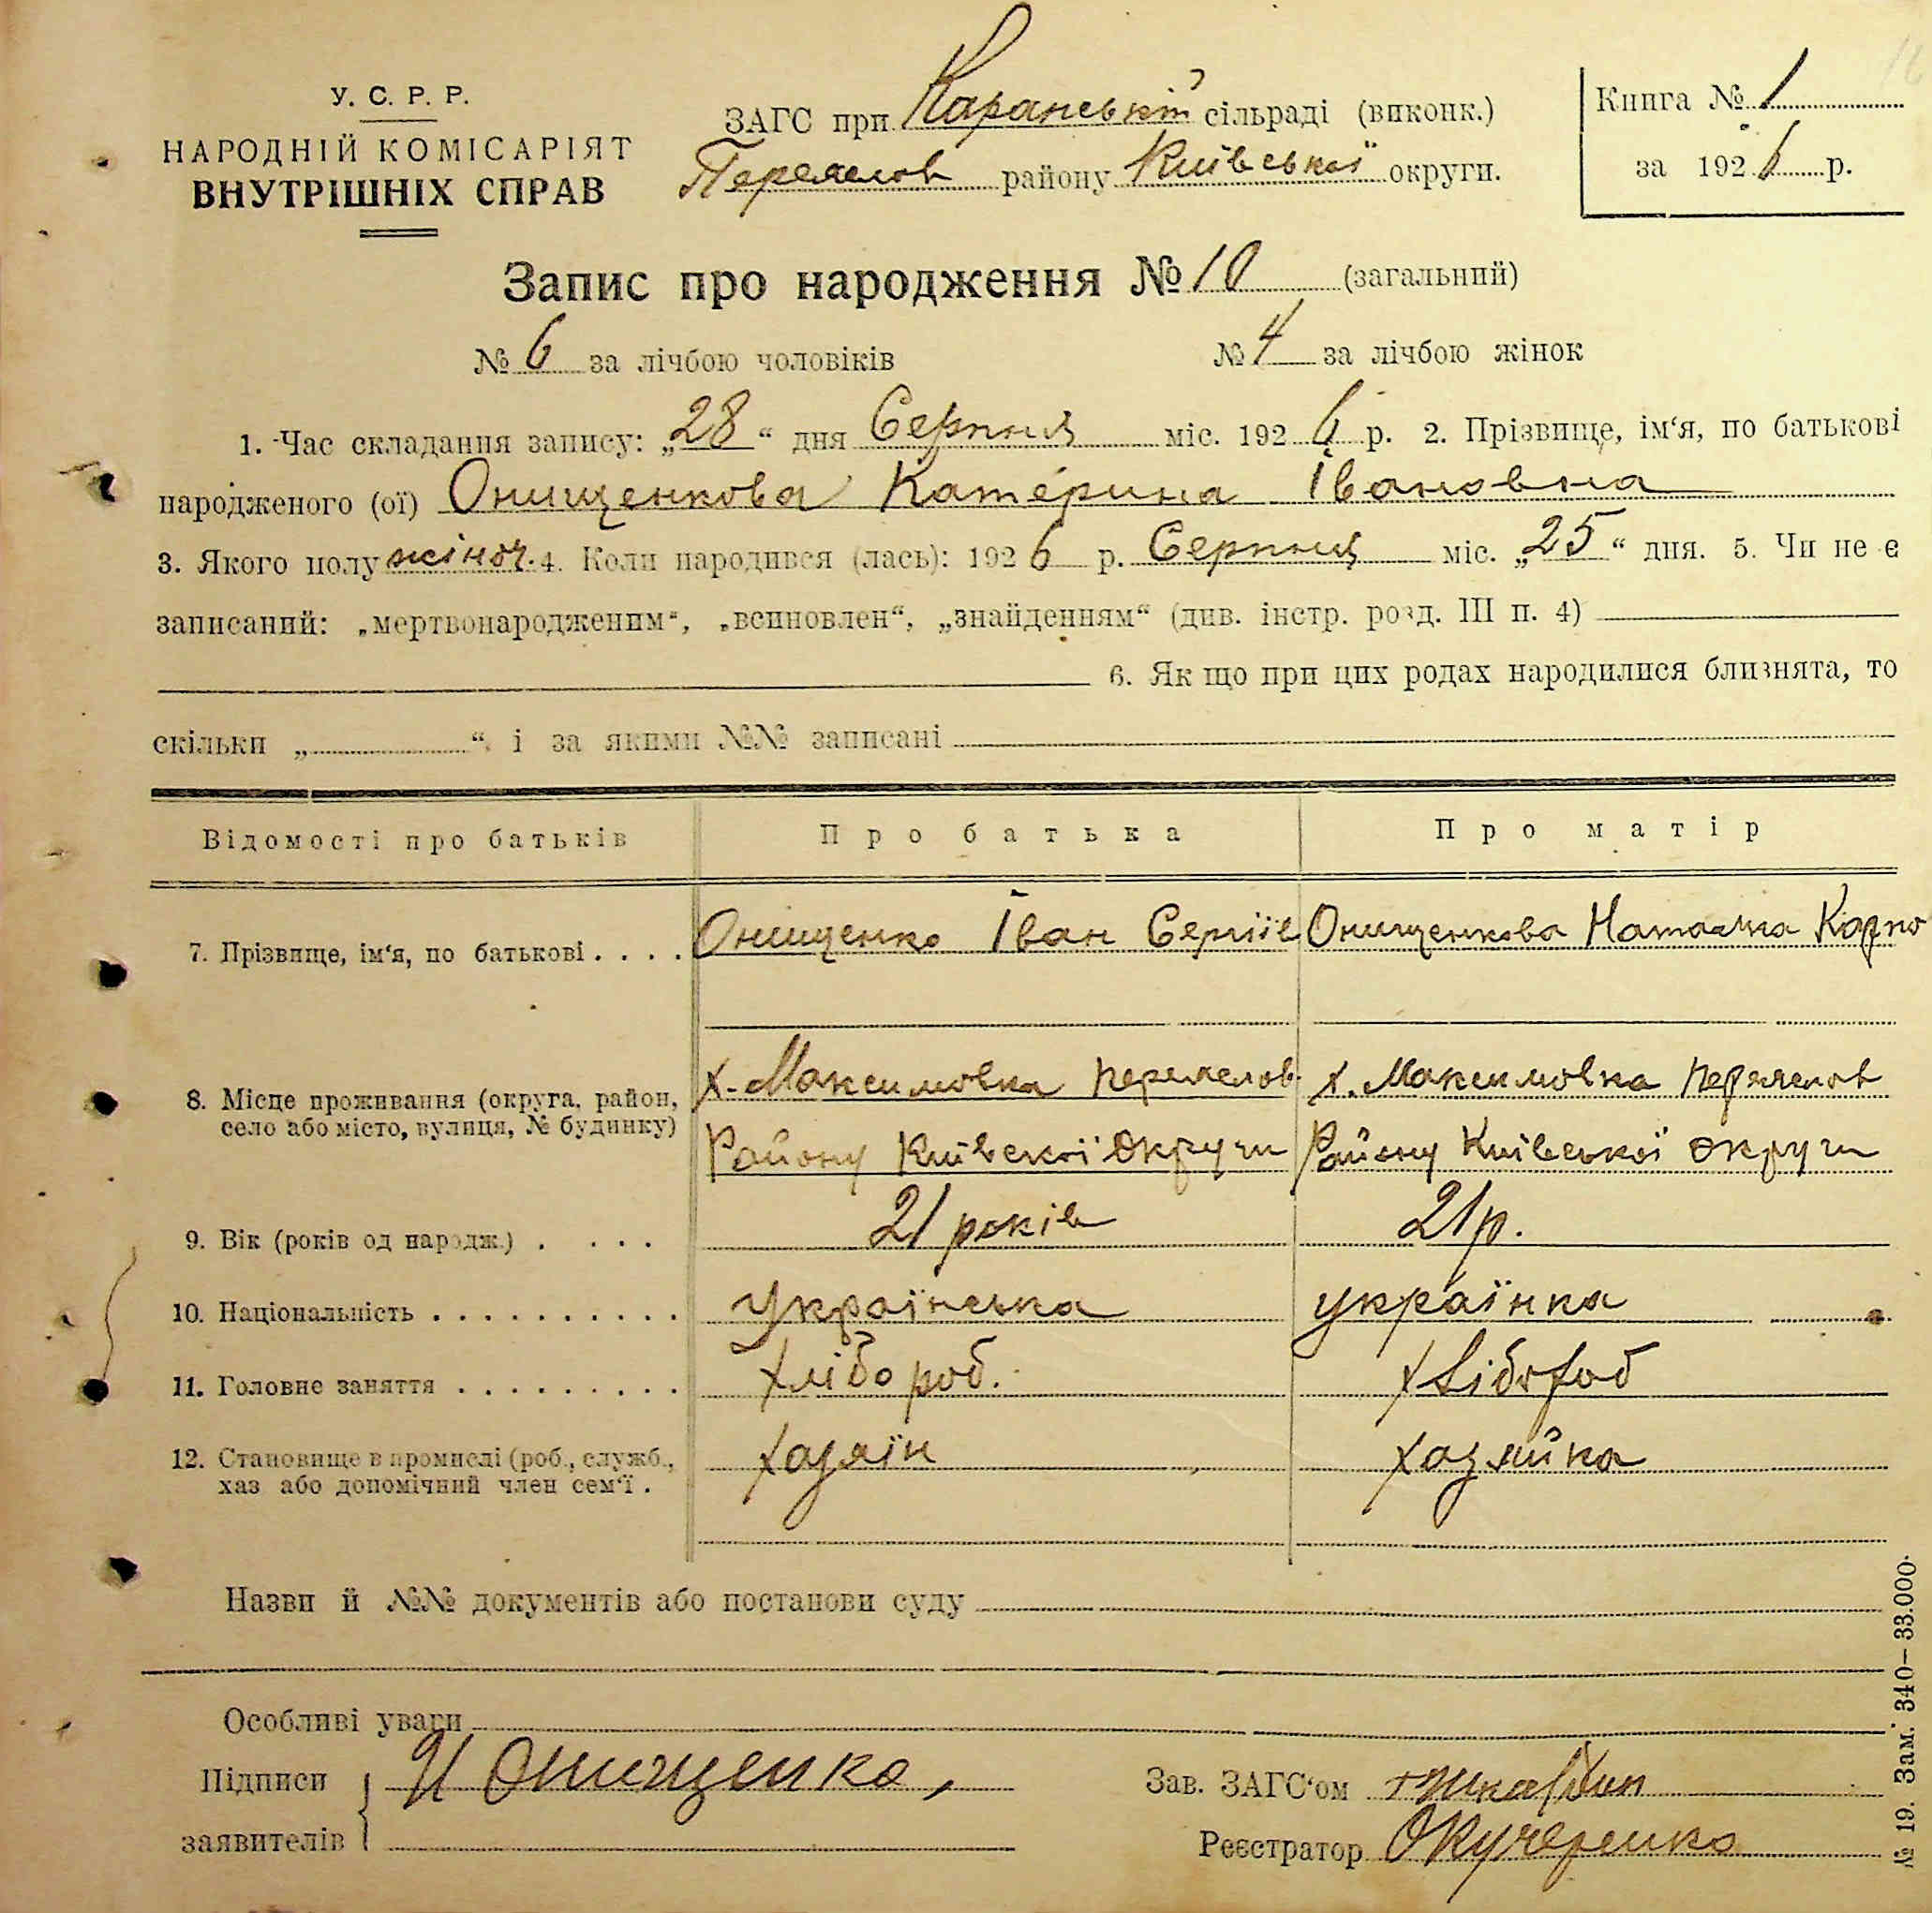 У. С. Р. Р.
НАРОДНІЙ КОМІСАРІЯТ
ВНУТРІШНІХ СПРАВ
ЗАГС при Каранській сільраді (виконк.)
Переяслов району Київської округи.
Книга № 1
за 1926 р.
Запис про народження № 10 (загальний)
№ 6 за лічбою чоловіків № 4 за лічбою жінок
1. Час складання запису: „28“ дня Серпня міс. 1926 р. 2. Прізвище, ім‘я, по батькові
народженого (ої) Онищенкова Катерина Івановна
3. Якого полу жіноч. 4. Коли народився (лась): 1926 р. Серпня міс. „25“ дня. 5. Чи не є
записаний: „мертвонародженим“, „всиновлен“, „знайденням“ (див. інстр. розд. III п. 4)
6. Як що при цих родах народилися близнята, то
скільки „ “ і за якими №№ записані
Відомості про батьків Про батька Про матір
7. Прізвище, ім‘я, по батькові . . . . Онищенко Іван Сергіїв Онищенкова Наталка Карпо
8. Місце проживання (округа, район, х. Максимовка Переяслов. х. Максимовка Переяслов
село або місто, вулиця, № будинку) Району Київскої Округи Району Київської округи
9. Вік (років од народж.) . . . . 21 років 21 р.
10. Національність . . . . . . . . . . українська українка
11. Головне заняття . . . . . . . . . хлібороб. хлібороб
12. Становище в промислі (роб., служб., хазяїн хазяйка
хаз або допомічний член сем‘ї .
Назви й №№ документів або постанови суду
Особливі уваги
Підписи И Онищенко,
заявителів
Зав. ЗАГС‘ом
Реєстратор ОКучеренко
№ 19. Зам. 340—33.000.